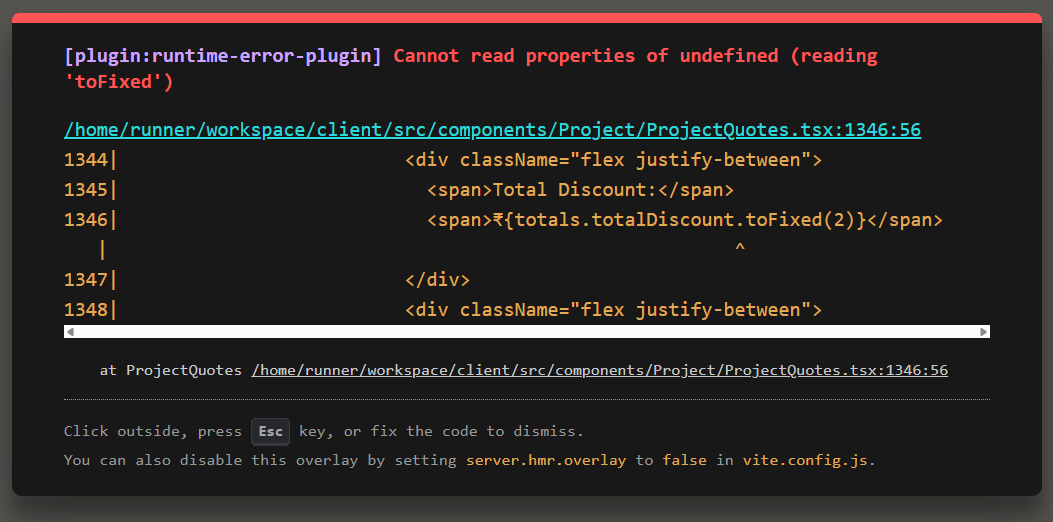 [plugin:runtime-error-plugin] Cannot read properties of undefined (reading
'toFixed')
/home/runner/workspace/client/src/components/Project/ProjectQuotes.tsx:1346:56
1344|                          <div className="flex justify-between">
1345|                            <span>Total Discount:</span>
1346|                            <span>₹{totals.totalDiscount.toFixed(2)}</span>
    |                                                        ^
1347|                          </div>
1348|                          <div className="flex justify-between">
at ProjectQuotes /home/runner/workspace/client/src/components/Project/ProjectQuotes.tsx:1346:56
Click outside, press Esc key, or fix the code to dismiss.
You can also disable this overlay by setting server.hmr.overlay to false in vite.config.js.